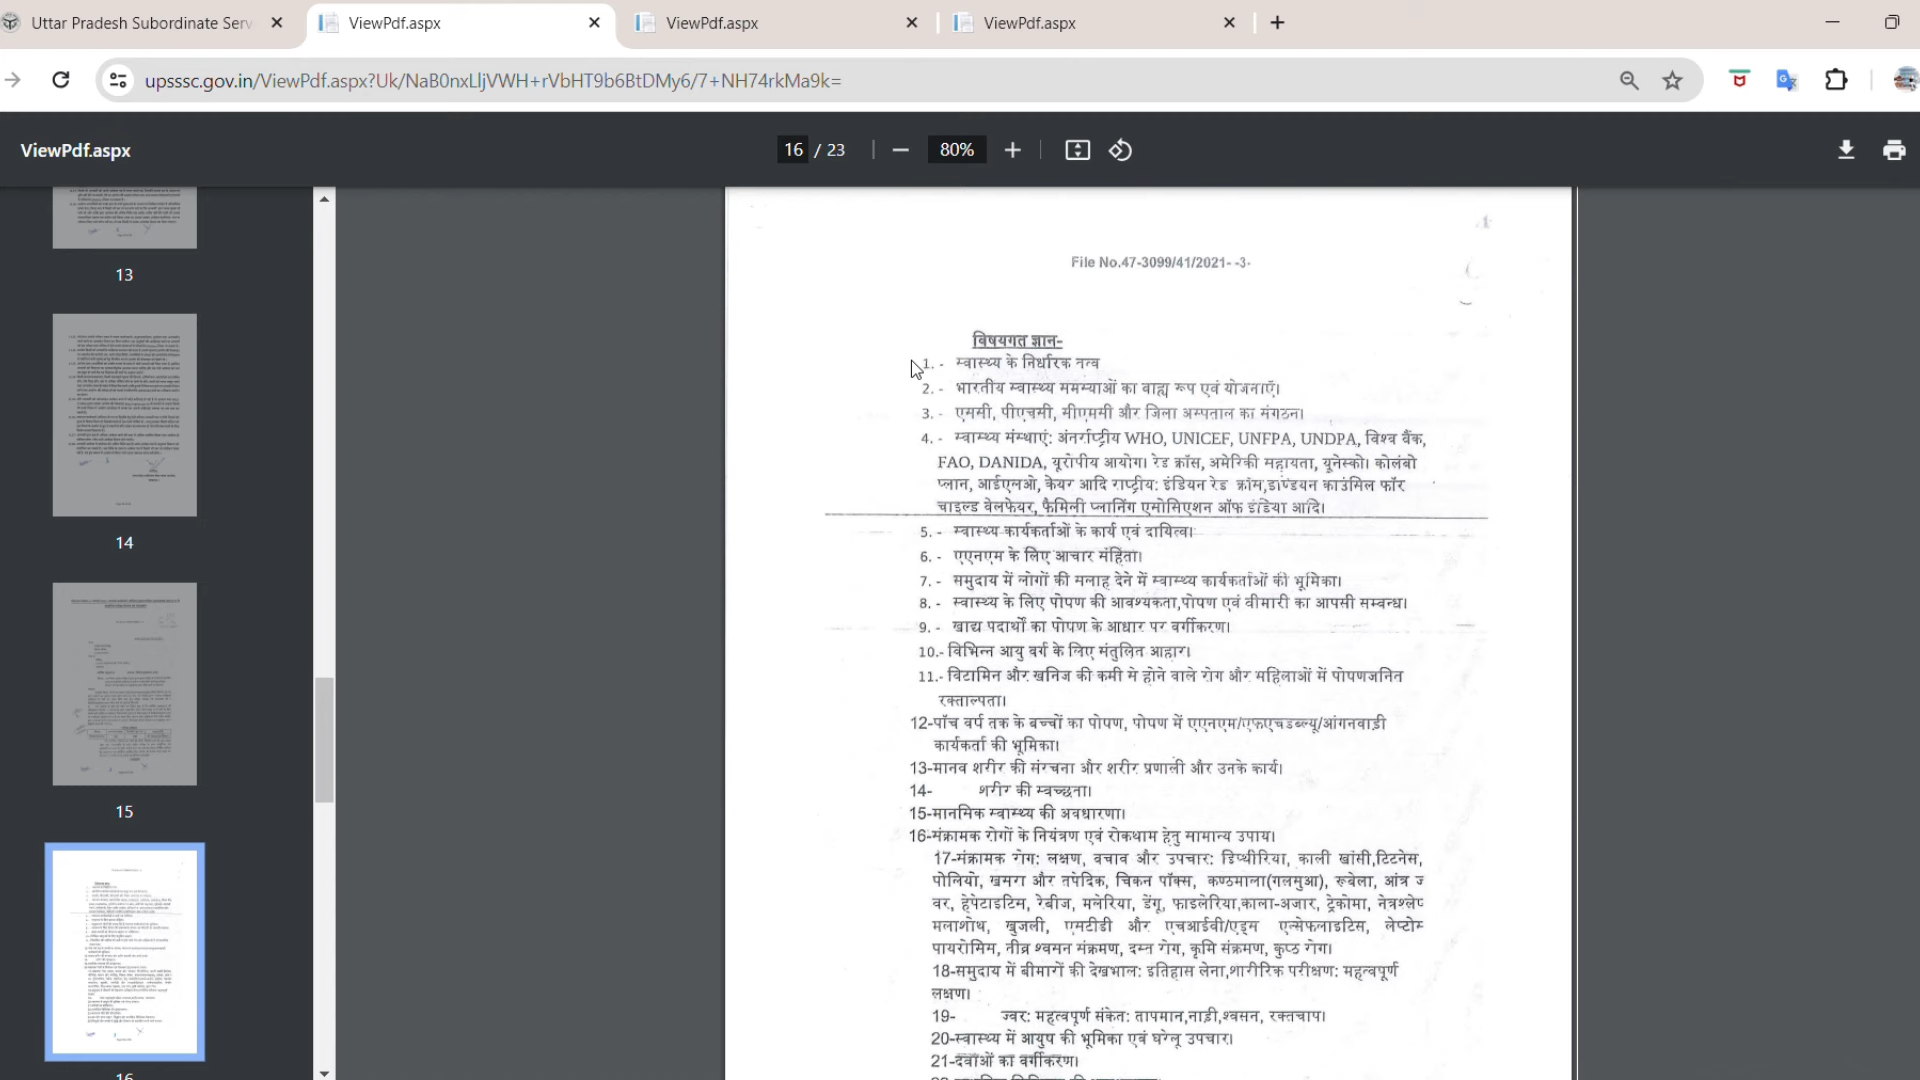 Uttar Pradesh Subordinate Serv
ViewPdf.aspx
ViewPdf.aspx
ViewPdf.aspx
upsssc.gov.in/ViewPdf.aspx?Uk/NaB0nxLljVWH+rVbHT9b6BtDMy6/7+NH74rkMa9k=
ViewPdf.aspx
16 / 23
80%
13
14
15
16
File No.47-3099/41/2021- -3-
विषयगत ज्ञान-
1. - स्वास्थ्य के निर्धारक तत्व
2. - भारतीय स्वास्थ्य समस्याओं का वाह्य रूप एवं योजनाएँ।
3. - एससी, पीएचसी, सीएससी और जिला अस्पताल का संगठन।
4. - स्वास्थ्य संस्थाएं: अंतर्राष्ट्रीय WHO, UNICEF, UNFPA, UNDPA, विश्व बैंक,
FAO, DANIDA, यूरोपीय आयोग। रेड क्रॉस, अमेरिकी सहायता, यूनेस्को। कोलंबो
प्लान, आईएलओ, केयर आदि राष्ट्रीय: इंडियन रेड क्रॉस,इण्डियन काउंसिल फॉर
चाइल्ड वेलफेयर, फैमिली प्लानिंग एसोसिएशन ऑफ इंडिया आदि।
5. - स्वास्थ्य कार्यकर्ताओं के कार्य एवं दायित्व।
6. - एएनएम के लिए आचार संहिता।
7. - समुदाय में लोगों की सलाह देने में स्वास्थ्य कार्यकर्ताओं की भूमिका।
8. - स्वास्थ्य के लिए पोषण की आवश्यकता,पोषण एवं बीमारी का आपसी सम्बन्ध।
9. - खाद्य पदार्थों का पोषण के आधार पर वर्गीकरण।
10.- विभिन्न आयु वर्ग के लिए संतुलित आहार।
11.- विटामिन और खनिज की कमी से होने वाले रोग और महिलाओं में पोषणजनित
रक्ताल्पता।
12-पॉच वर्ष तक के बच्चों का पोषण, पोषण में एएनएम/एफएचडब्ल्यू/आंगनवाड़ी
कार्यकर्ता की भूमिका।
13-मानव शरीर की संरचना और शरीर प्रणाली और उनके कार्य।
14- शरीर की स्वच्छता।
15-मानसिक स्वास्थ्य की अवधारणा।
16-संक्रामक रोगों के नियंत्रण एवं रोकथाम हेतु सामान्य उपाय।
17-संक्रामक रोग: लक्षण, बचाव और उपचार: डिप्थीरिया, काली खांसी,टिटनेस,
पोलियो, खसरा और तपेदिक, चिकन पॉक्स, कण्ठमाला(गलसुआ), रूबेला, आंत्र ज
वर, हेपेटाइटिस, रेबीज, मलेरिया, डेंगू, फाइलेरिया,काला-अजार, ट्रेकोमा, नेत्रश्लेष
मलाशोथ, खुजली, एसटीडी और एचआईवी/एड्स एन्सेफलाइटिस, लेप्टोस
पायरोसिस, तीव्र श्वसन संक्रमण, दस्त रोग, कृमि संक्रमण, कुष्ठ रोग।
18-समुदाय में बीमारों की देखभाल: इतिहास लेना,शारीरिक परीक्षण: महत्वपूर्ण
लक्षण।
19- ज्वर: महत्वपूर्ण संकेत: तापमान,नाड़ी,श्वसन, रक्तचाप।
20-स्वास्थ्य में आयुष की भूमिका एवं घरेलू उपचार।
21-दवाओं का वर्गीकरण।